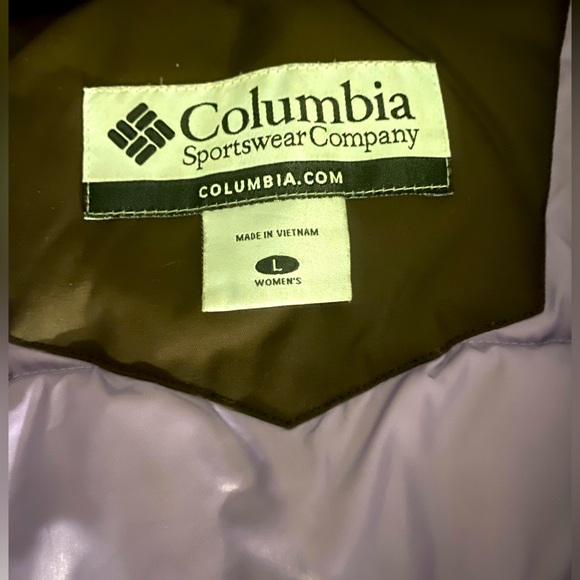 Columbia
Sportswear Company
COLUMBIA.COM
MADE IN VIETNAM
L
WOMEN'S